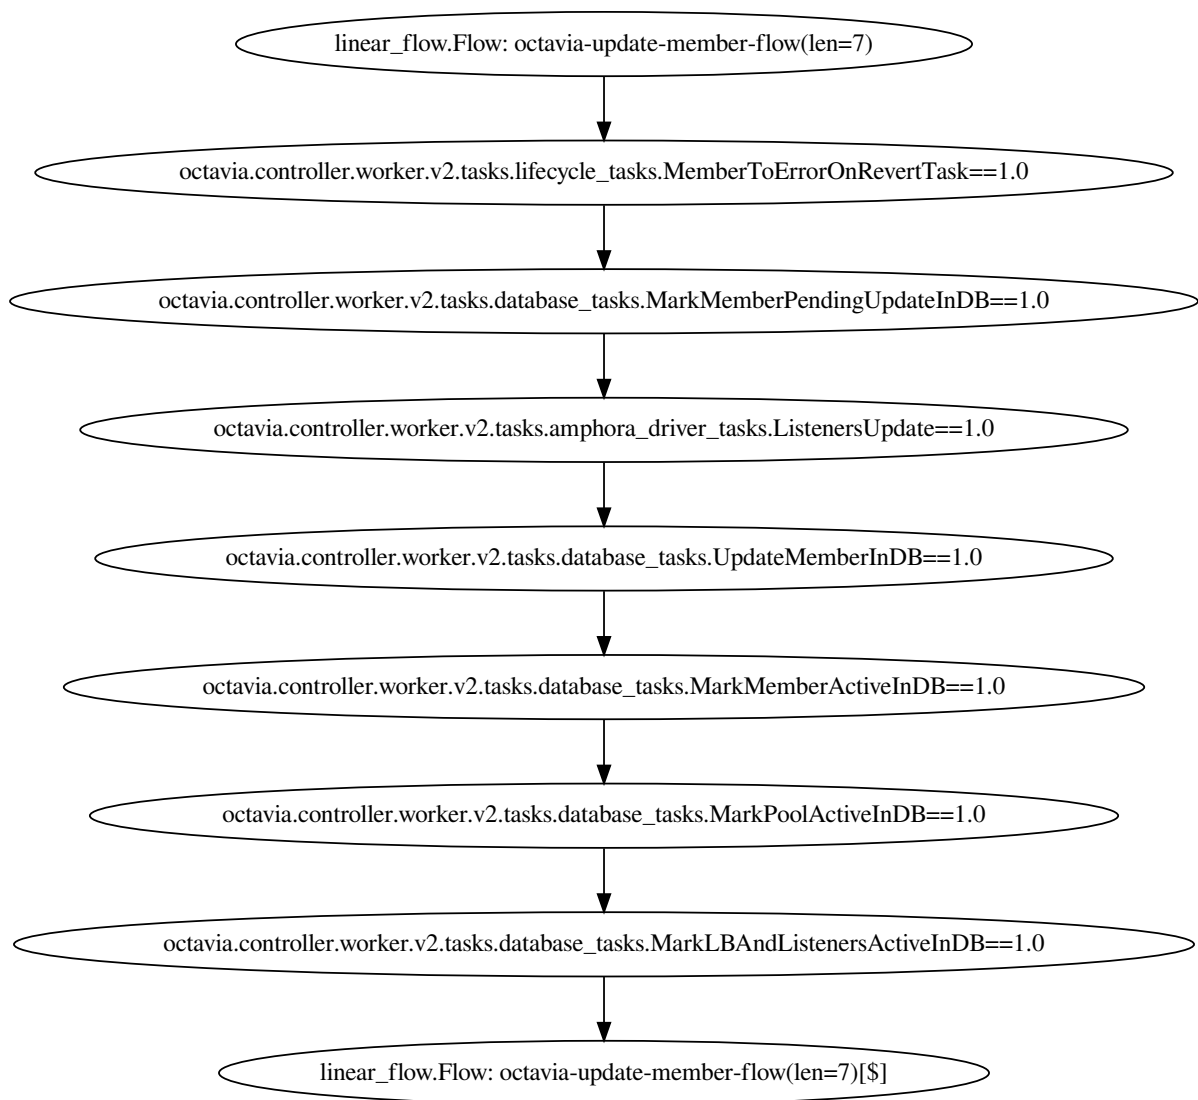 linear_flow.Flow: octavia-update-member-flow(len=7)
octavia.controller.worker.v2.tasks.lifecycle_tasks.MemberToErrorOnRevertTask==1.0
octavia.controller.worker.v2.tasks.database_tasks.MarkMemberPendingUpdateInDB==1.0
octavia.controller.worker.v2.tasks.amphora_driver_tasks.ListenersUpdate==1.0
octavia.controller.worker.v2.tasks.database_tasks.UpdateMemberInDB==1.0
octavia.controller.worker.v2.tasks.database_tasks.MarkMemberActiveInDB==1.0
octavia.controller.worker.v2.tasks.database_tasks.MarkPoolActiveInDB==1.0
octavia.controller.worker.v2.tasks.database_tasks.MarkLBAndListenersActiveInDB==1.0
linear_flow.Flow: octavia-update-member-flow(len=7)[$]